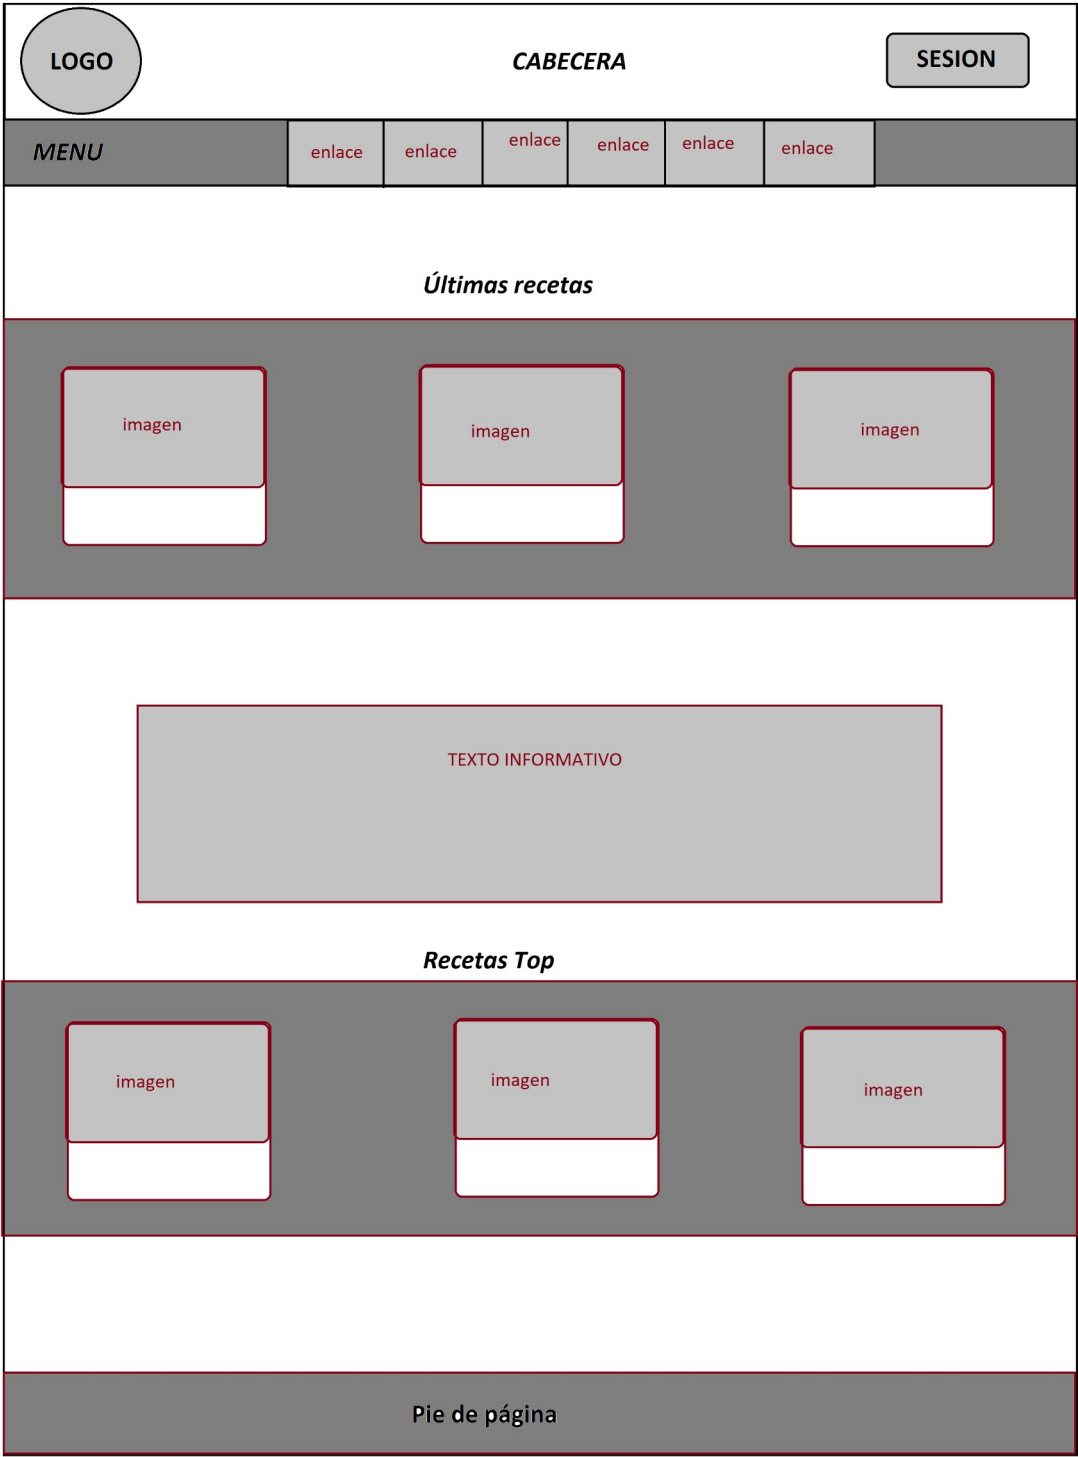 LOGO
CABECERA
SESION
MENU
enlace
enlace
enlace
enlace
enlace
enlace
Últimas recetas
imagen
imagen
imagen
TEXTO INFORMATIVO
Recetas Top
imagen
imagen
imagen
Pie de página